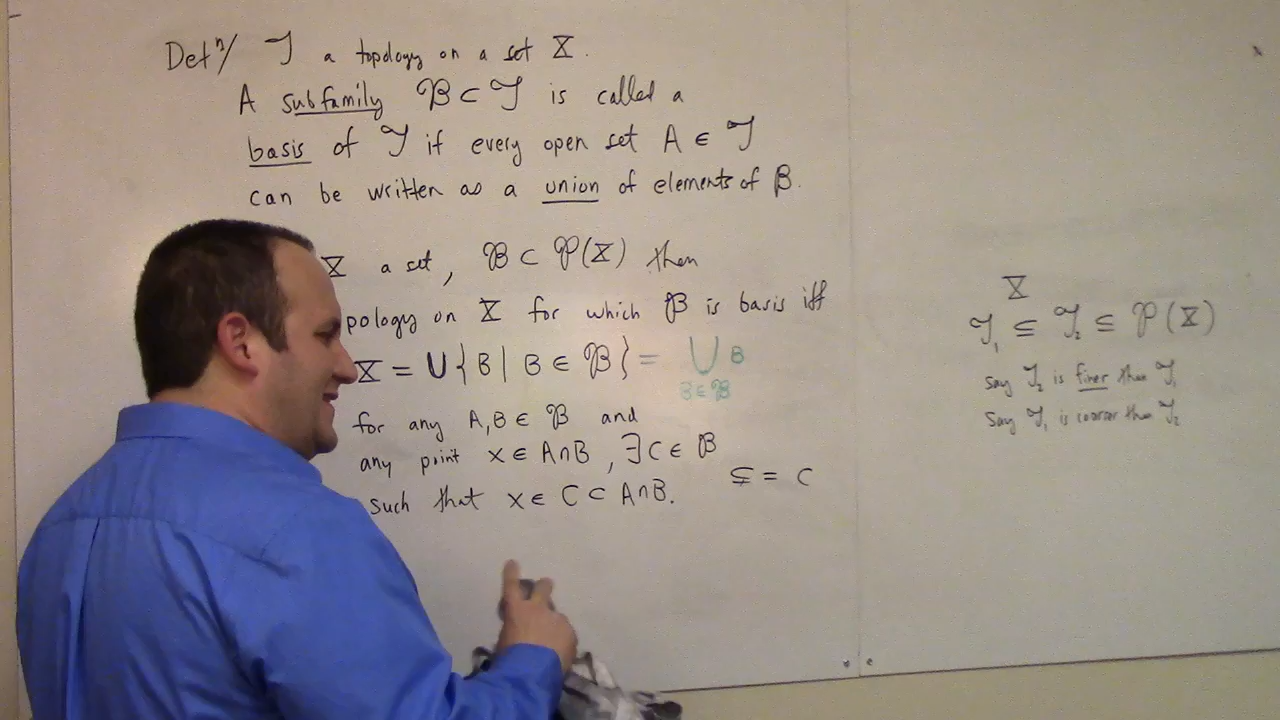 Defⁿ/ 𝒯 a topology on a set X.
A subfamily ℬ ⊂ 𝒯 is called a
basis of 𝒯 if every open set A ∈ 𝒯
can be written as a union of elements of β.
X a set, ℬ ⊂ 𝒫(X) then
pology on X for which ℬ is basis iff
X = ∪{B | B ∈ ℬ} = ⋃ B
B ∈ ℬ
for any A,B ∈ ℬ and
any point x ∈ A∩B, ∃C ∈ ℬ
such that x ∈ C ⊂ A∩B.
⊆ = ⊂
X
𝒯₁ ⊆ 𝒯₂ ⊆ 𝒫(X)
say 𝒯₂ is finer than 𝒯₁
say 𝒯₁ is coarser than 𝒯₂